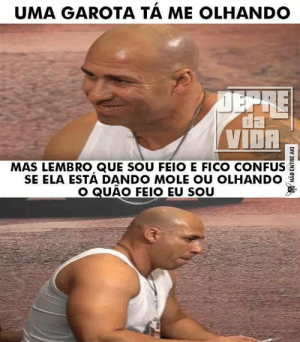 UMA GAROTA TÁ ME OLHANDO
DEPRE
da
VIDA
MAS LEMBRO QUE SOU FEIO E FICO CONFUS
SE ELA ESTÁ DANDO MOLE OU OLHANDO
O QUÃO FEIO EU SOU